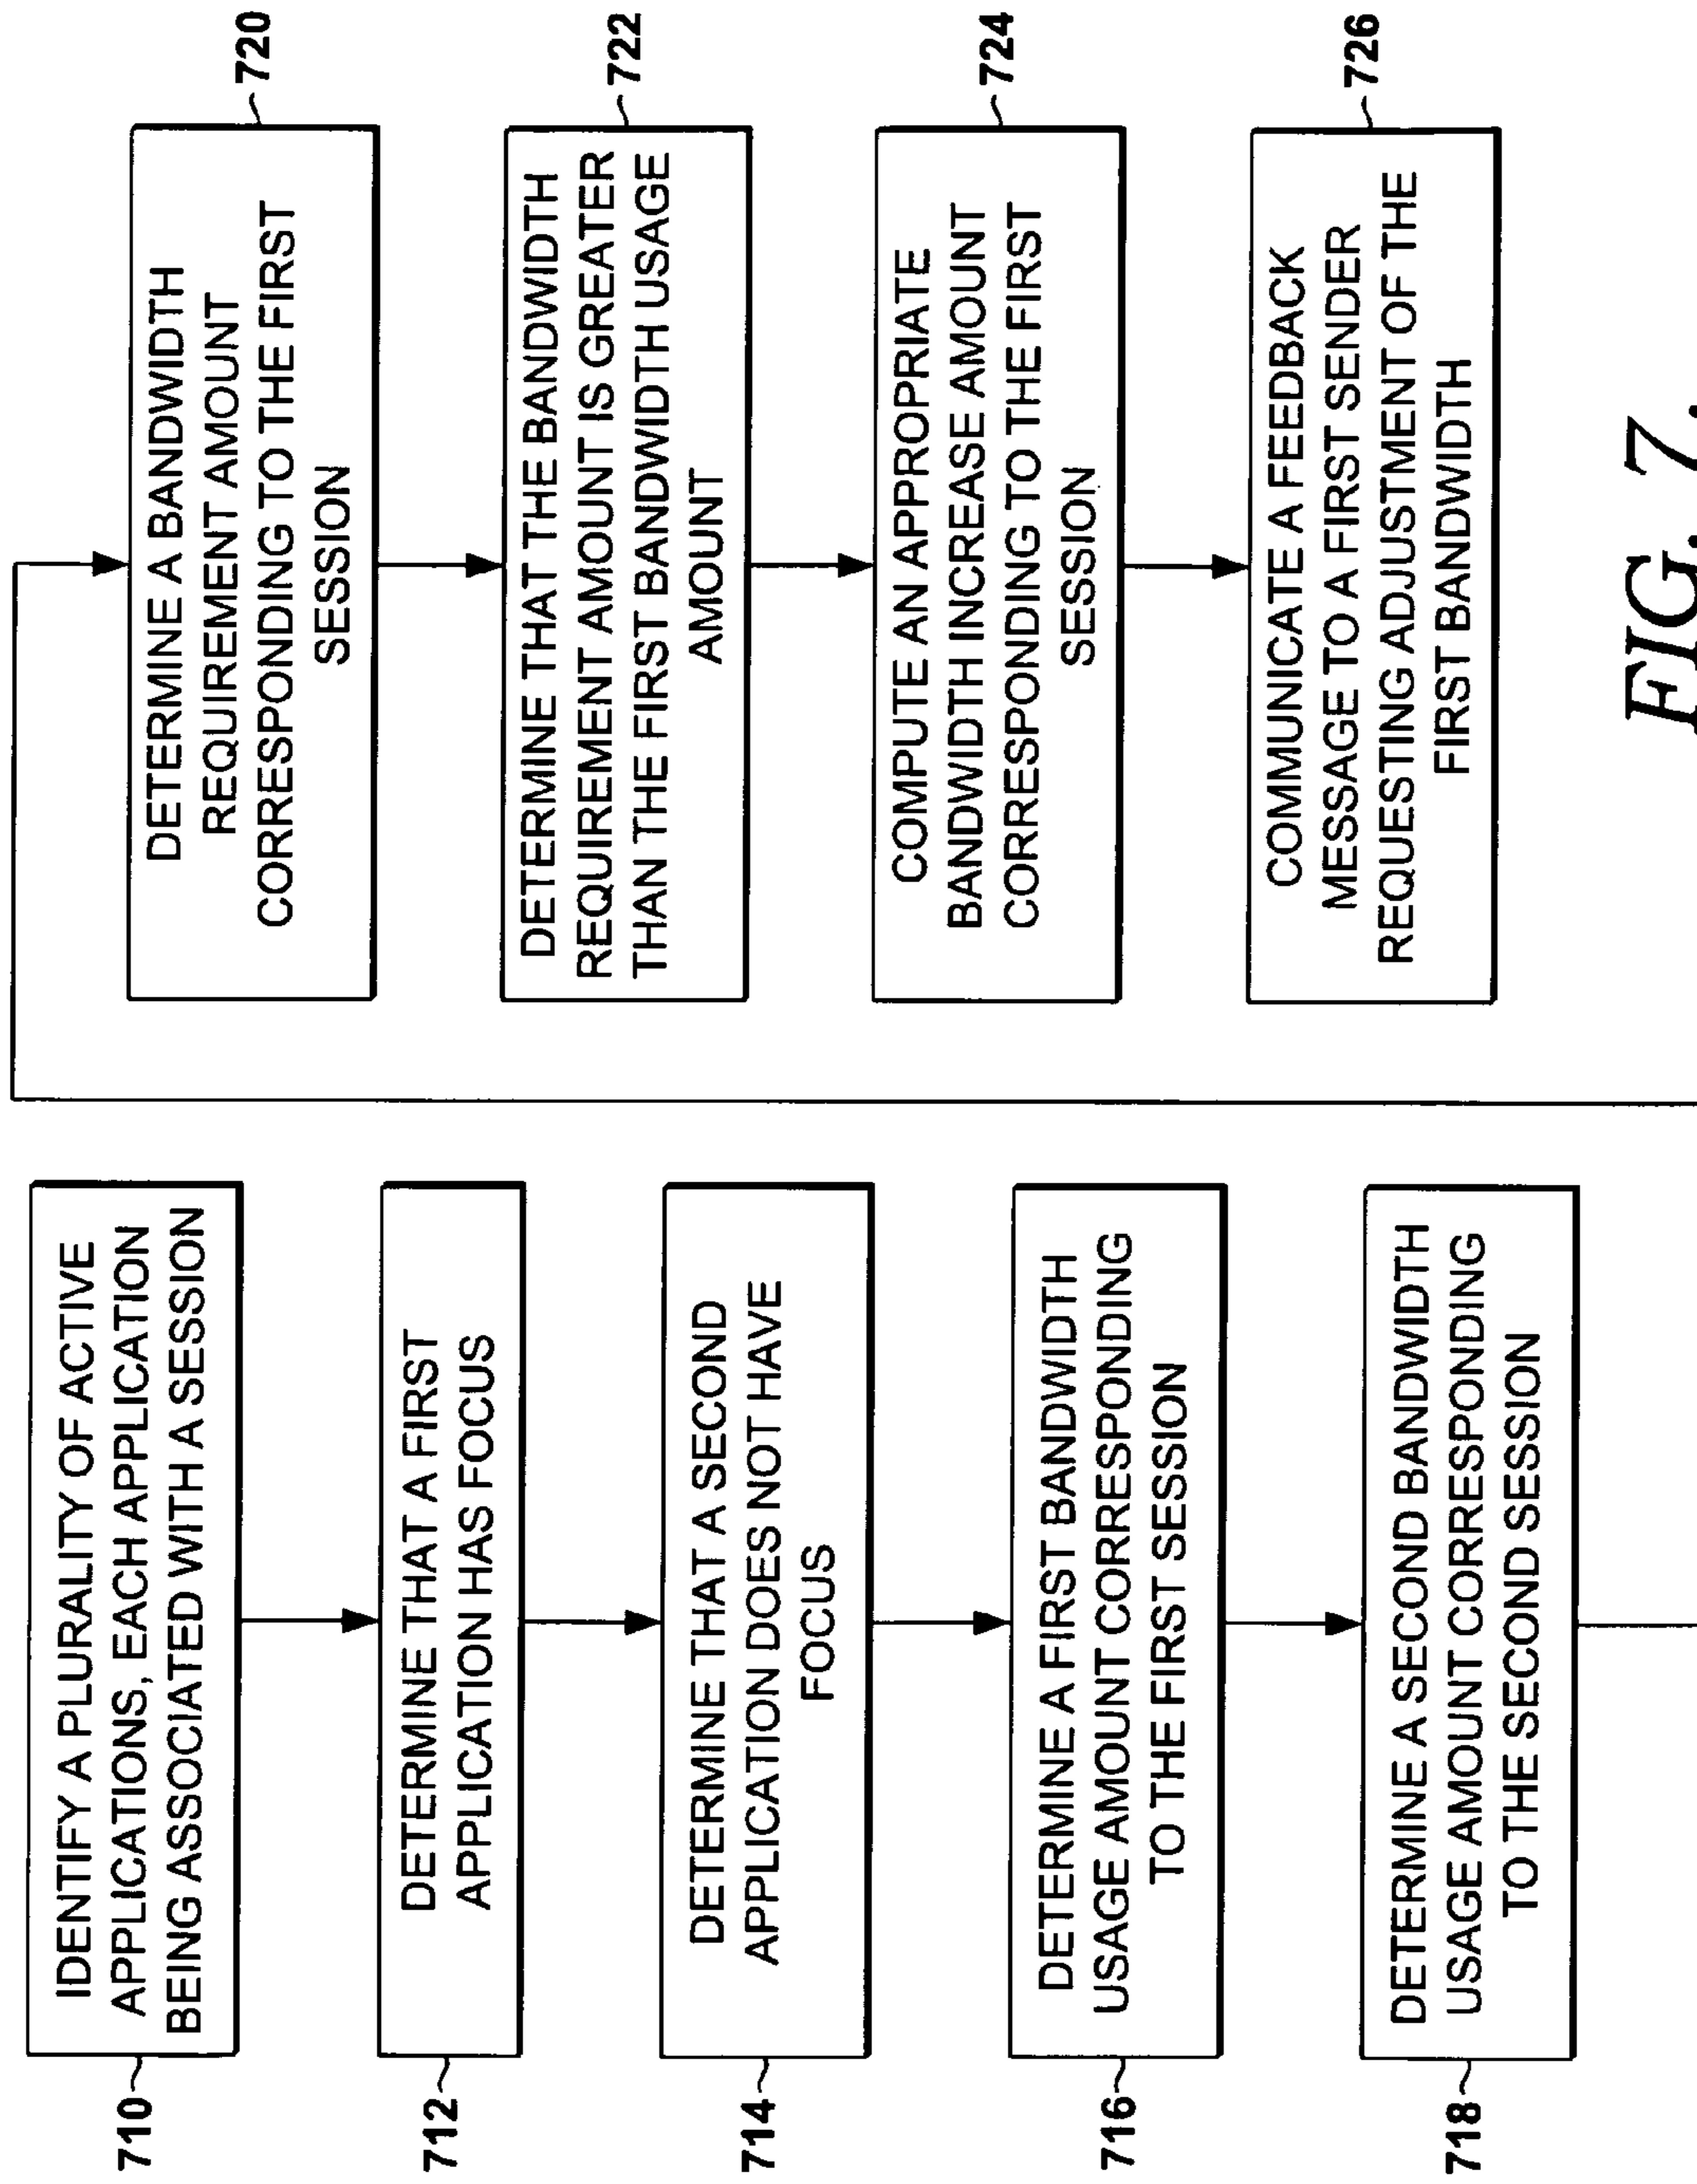 710
IDENTIFY A PLURALITY OF ACTIVE
APPLICATIONS, EACH APPLICATION
BEING ASSOCIATED WITH A SESSION
712
DETERMINE THAT A FIRST
APPLICATION HAS FOCUS
714
DETERMINE THAT A SECOND
APPLICATION DOES NOT HAVE
FOCUS
716
DETERMINE A FIRST BANDWIDTH
USAGE AMOUNT CORRESPONDING
TO THE FIRST SESSION
718
DETERMINE A SECOND BANDWIDTH
USAGE AMOUNT CORRESPONDING
TO THE SECOND SESSION
720
DETERMINE A BANDWIDTH
REQUIREMENT AMOUNT
CORRESPONDING TO THE FIRST
SESSION
722
DETERMINE THAT THE BANDWIDTH
REQUIREMENT AMOUNT IS GREATER
THAN THE FIRST BANDWIDTH USAGE
AMOUNT
724
COMPUTE AN APPROPRIATE
BANDWIDTH INCREASE AMOUNT
CORRESPONDING TO THE FIRST
SESSION
726
COMMUNICATE A FEEDBACK
MESSAGE TO A FIRST SENDER
REQUESTING ADJUSTMENT OF THE
FIRST BANDWIDTH
FIG. 7.